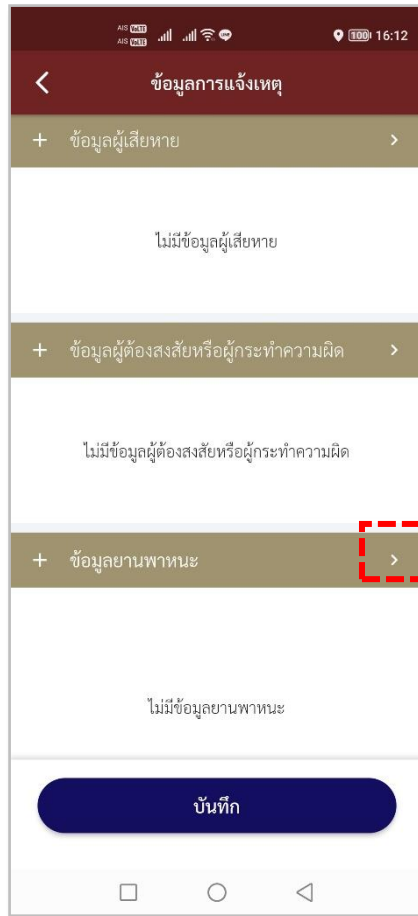 AIS VoLTE
AIS VoLTE
100 16:12
ข้อมูลการแจ้งเหตุ
+ ข้อมูลผู้เสียหาย >
ไม่มีข้อมูลผู้เสียหาย
+ ข้อมูลผู้ต้องสงสัยหรือผู้กระทำความผิด >
ไม่มีข้อมูลผู้ต้องสงสัยหรือผู้กระทำความผิด
+ ข้อมูลยานพาหนะ >
ไม่มีข้อมูลยานพาหนะ
บันทึก